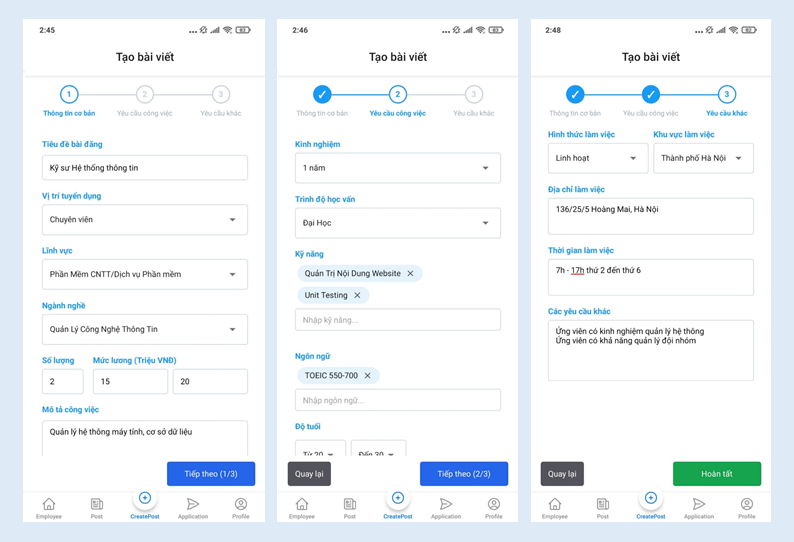 2:45
83
Tạo bài viết
1
2
3
Thông tin cơ bản
Yêu cầu công việc
Yêu cầu khác
Tiêu đề bài đăng
Kỹ sư Hệ thống thông tin
Vị trí tuyển dụng
Chuyên viên
Lĩnh vực
Phần Mềm CNTT/Dịch vụ Phần mềm
Ngành nghề
Quản Lý Công Nghệ Thông Tin
Số lượng
Mức lương (Triệu VNĐ)
2
15
20
Mô tả công việc
Quản lý hệ thông máy tính, cơ sở dữ liệu
Tiếp theo (1/3)
Employee
Post
CreatePost
Application
Profile
2:46
83
Tạo bài viết
2
3
Thông tin cơ bản
Yêu cầu công việc
Yêu cầu khác
Kinh nghiệm
1 năm
Trình độ học vấn
Đại Học
Kỹ năng
Quản Trị Nội Dung Website
Unit Testing
Nhập kỹ năng...
Ngôn ngữ
TOEIC 550-700
Nhập ngôn ngữ...
Độ tuổi
Từ 20
Đến 30
Quay lại
Tiếp theo (2/3)
Employee
Post
CreatePost
Application
Profile
2:48
Tạo bài viết
3
Thông tin cơ bản
Yêu cầu công việc
Yêu cầu khác
Hình thức làm việc
Khu vực làm việc
Linh hoạt
Thành phố Hà Nội
Địa chỉ làm việc
136/25/5 Hoàng Mai, Hà Nội
Thời gian làm việc
7h - 17h thứ 2 đến thứ 6
Các yêu cầu khác
Ứng viên có kinh nghiệm quản lý hệ thông
Ứng viên có khả năng quản lý đội nhóm
Quay lại
Hoàn tất
Employee
Post
CreatePost
Application
Profile